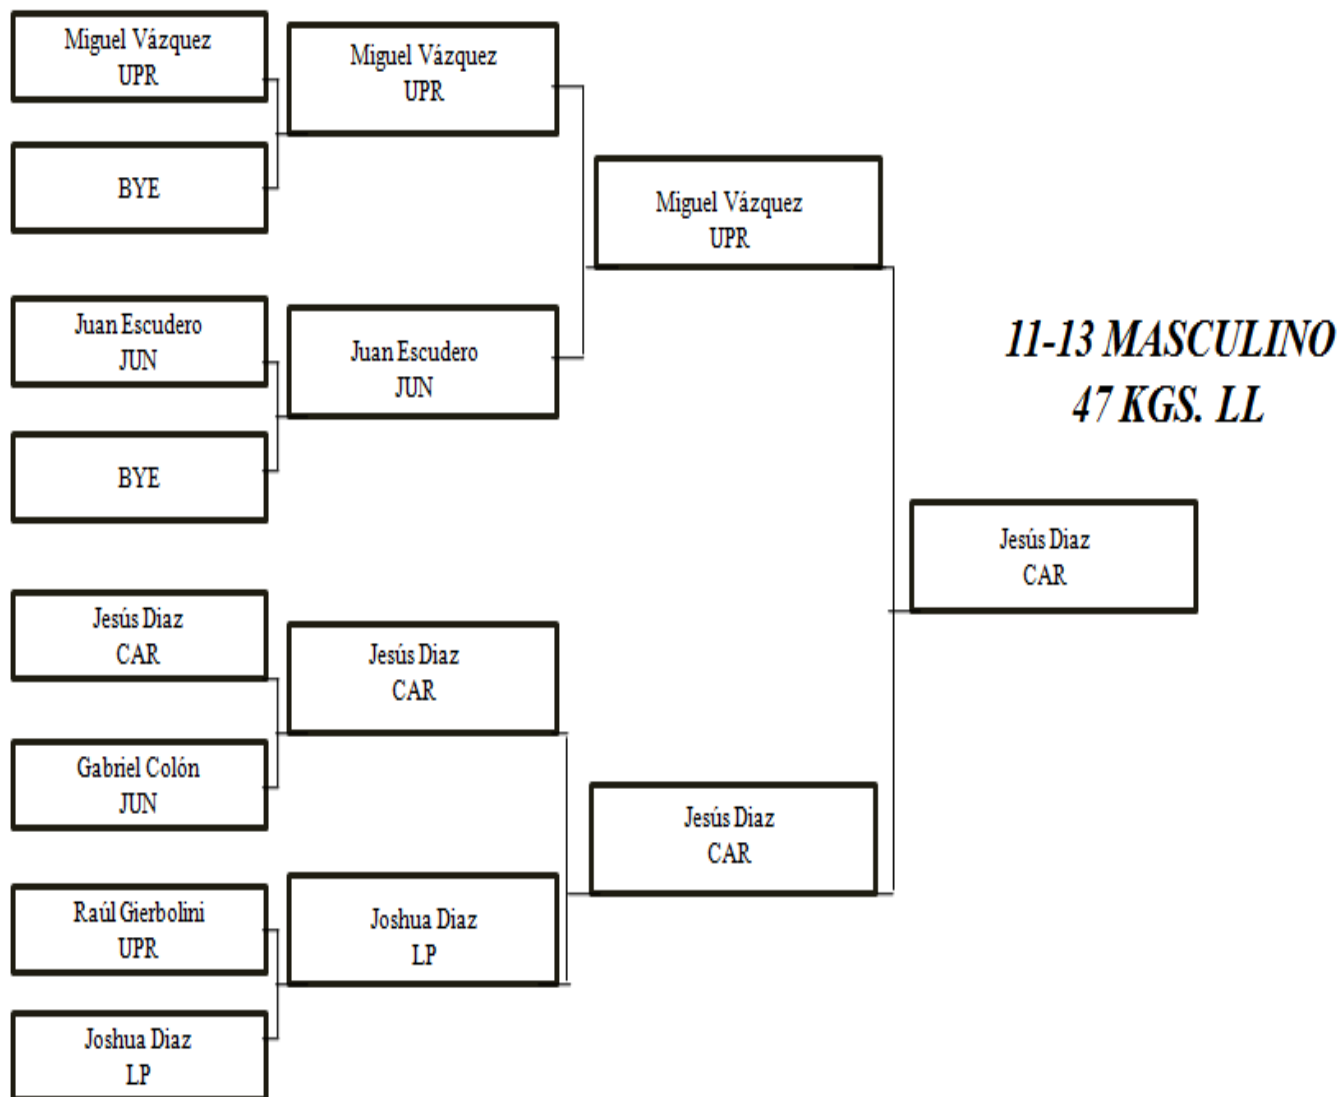 Miguel Vázquez
UPR
BYE
Juan Escudero
JUN
BYE
Jesús Diaz
CAR
Gabriel Colón
JUN
Raúl Gierbolini
UPR
Joshua Diaz
LP
Miguel Vázquez
UPR
Juan Escudero
JUN
Jesús Diaz
CAR
Joshua Diaz
LP
Miguel Vázquez
UPR
Jesús Diaz
CAR
11-13 MASCULINO
47 KGS. LL
Jesús Diaz
CAR